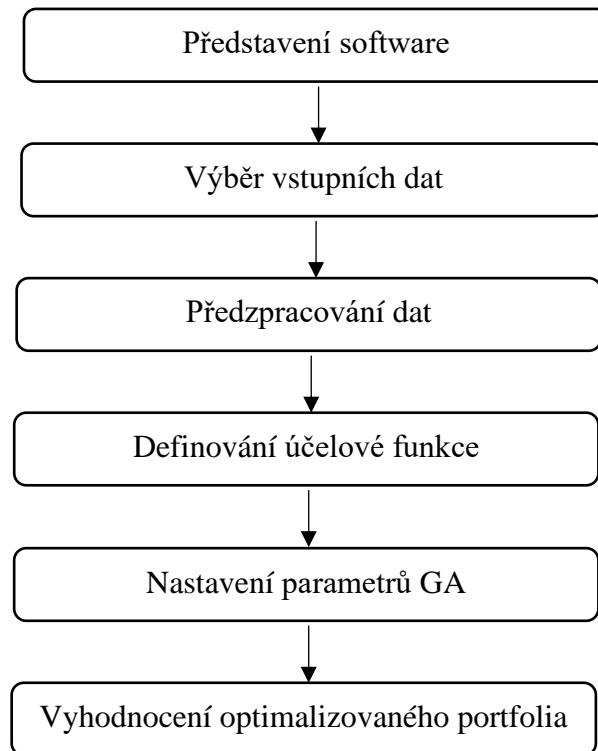 Představení software
Výběr vstupních dat
Předzpracování dat
Definování účelové funkce
Nastavení parametrů GA
Vyhodnocení optimalizovaného portfolia